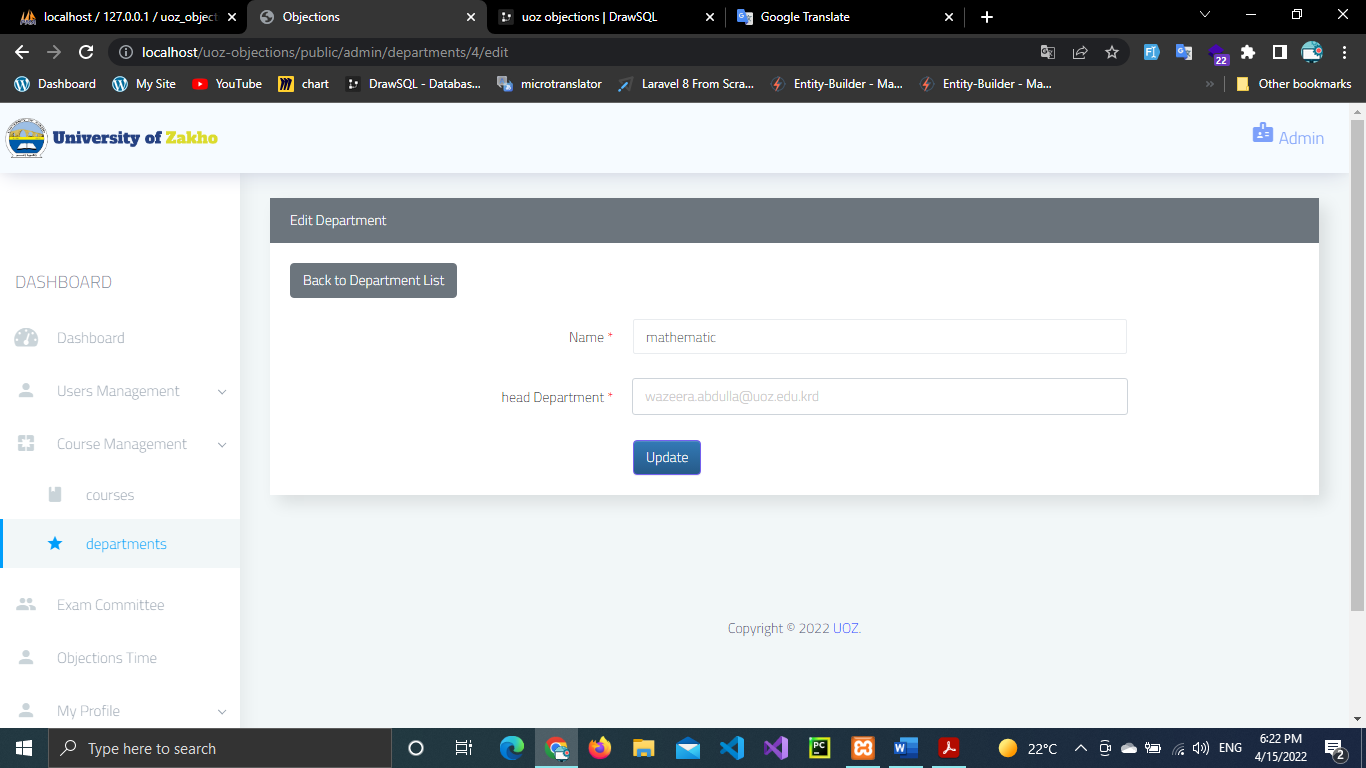 localhost / 127.0.0.1 / uoz_object
Objections
uoz objections | DrawSQL
Google Translate
localhost/uoz-objections/public/admin/departments/4/edit
22
Dashboard
My Site
YouTube
chart
DrawSQL - Databas...
microtranslator
Laravel 8 From Scra...
Entity-Builder - Ma...
Entity-Builder - Ma...
»
Other bookmarks
University of Zakho
Admin
Edit Department
Back to Department List
DASHBOARD
Name *
mathematic
Dashboard
Users Management
head Department *
wazeera.abdulla@uoz.edu.krd
Course Management
Update
courses
departments
Exam Committee
Copyright © 2022 UOZ.
Objections Time
My Profile
Type here to search
22°C
ENG
6:22 PM
4/15/2022
2